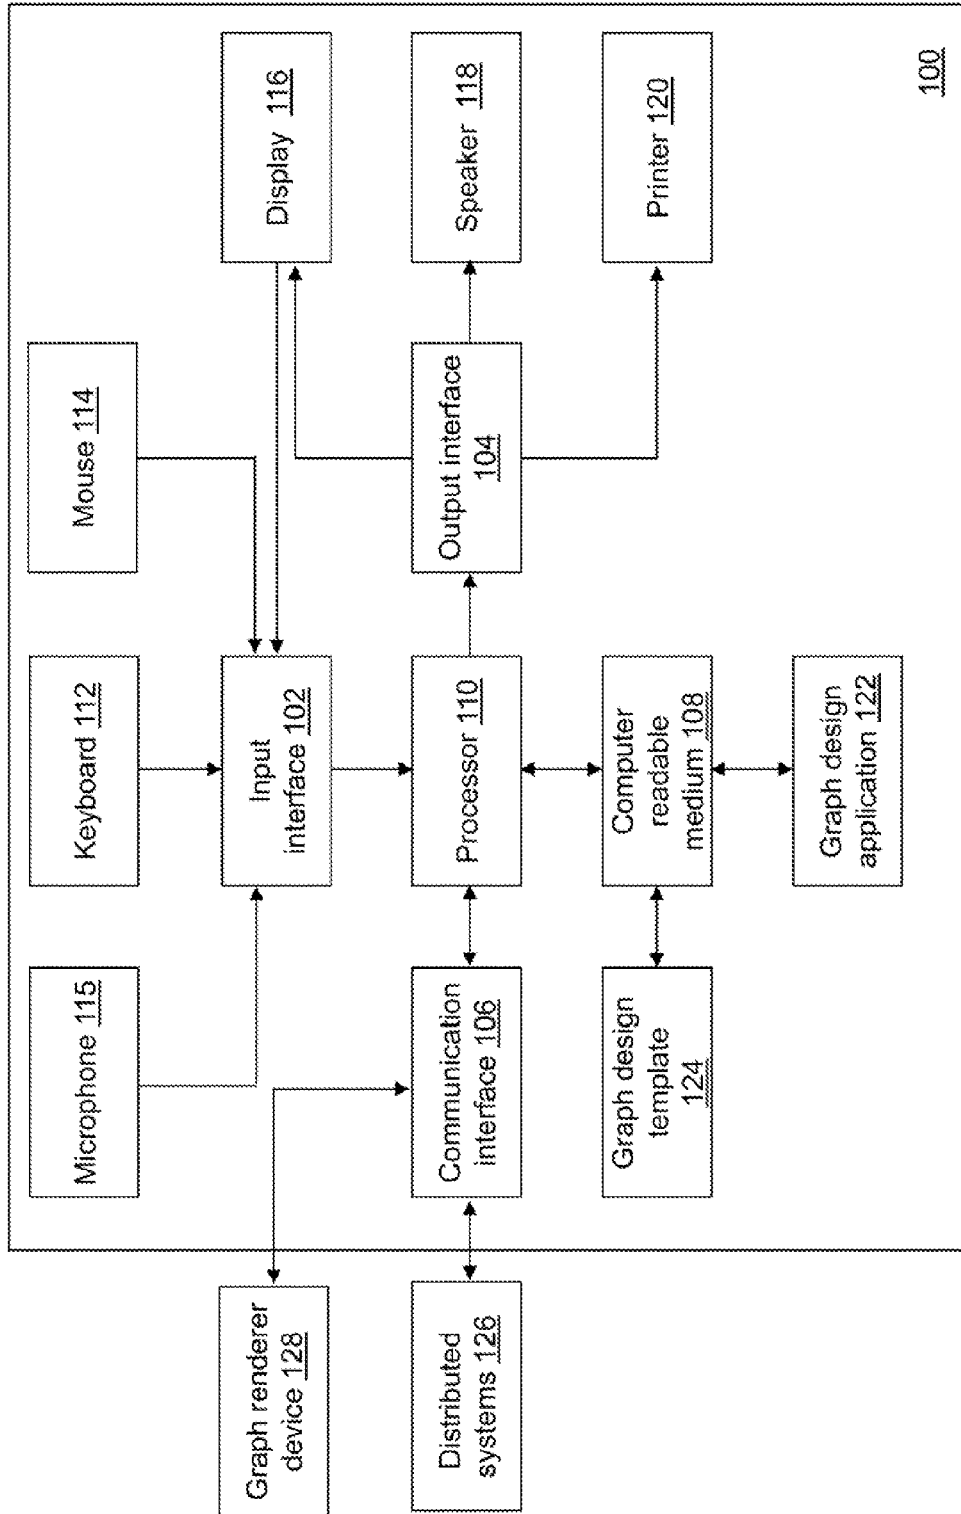 Microphone 115
Keyboard 112
Mouse 114
Graph renderer
device 128
Input
interface 102
Display 116
Distributed
systems 126
Communication
interface 106
Processor 110
Output interface
104
Speaker 118
Graph design
template
124
Computer
readable
medium 108
Printer 120
Graph design
application 122
100